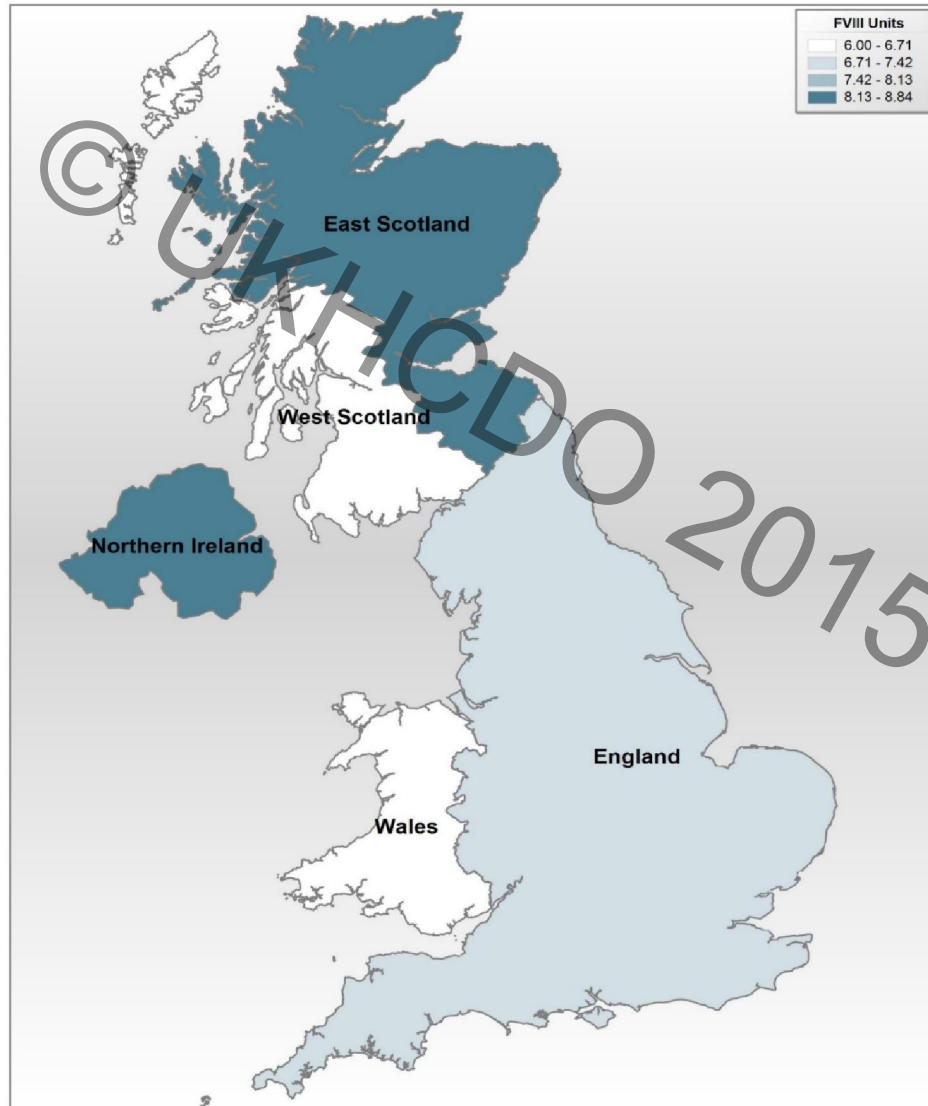 FVIII Units
6.00 - 6.71
6.71 - 7.42
7.42 - 8.13
8.13 - 8.84
East Scotland
West Scotland
Northern Ireland
England
Wales
© UKHCDO 2015